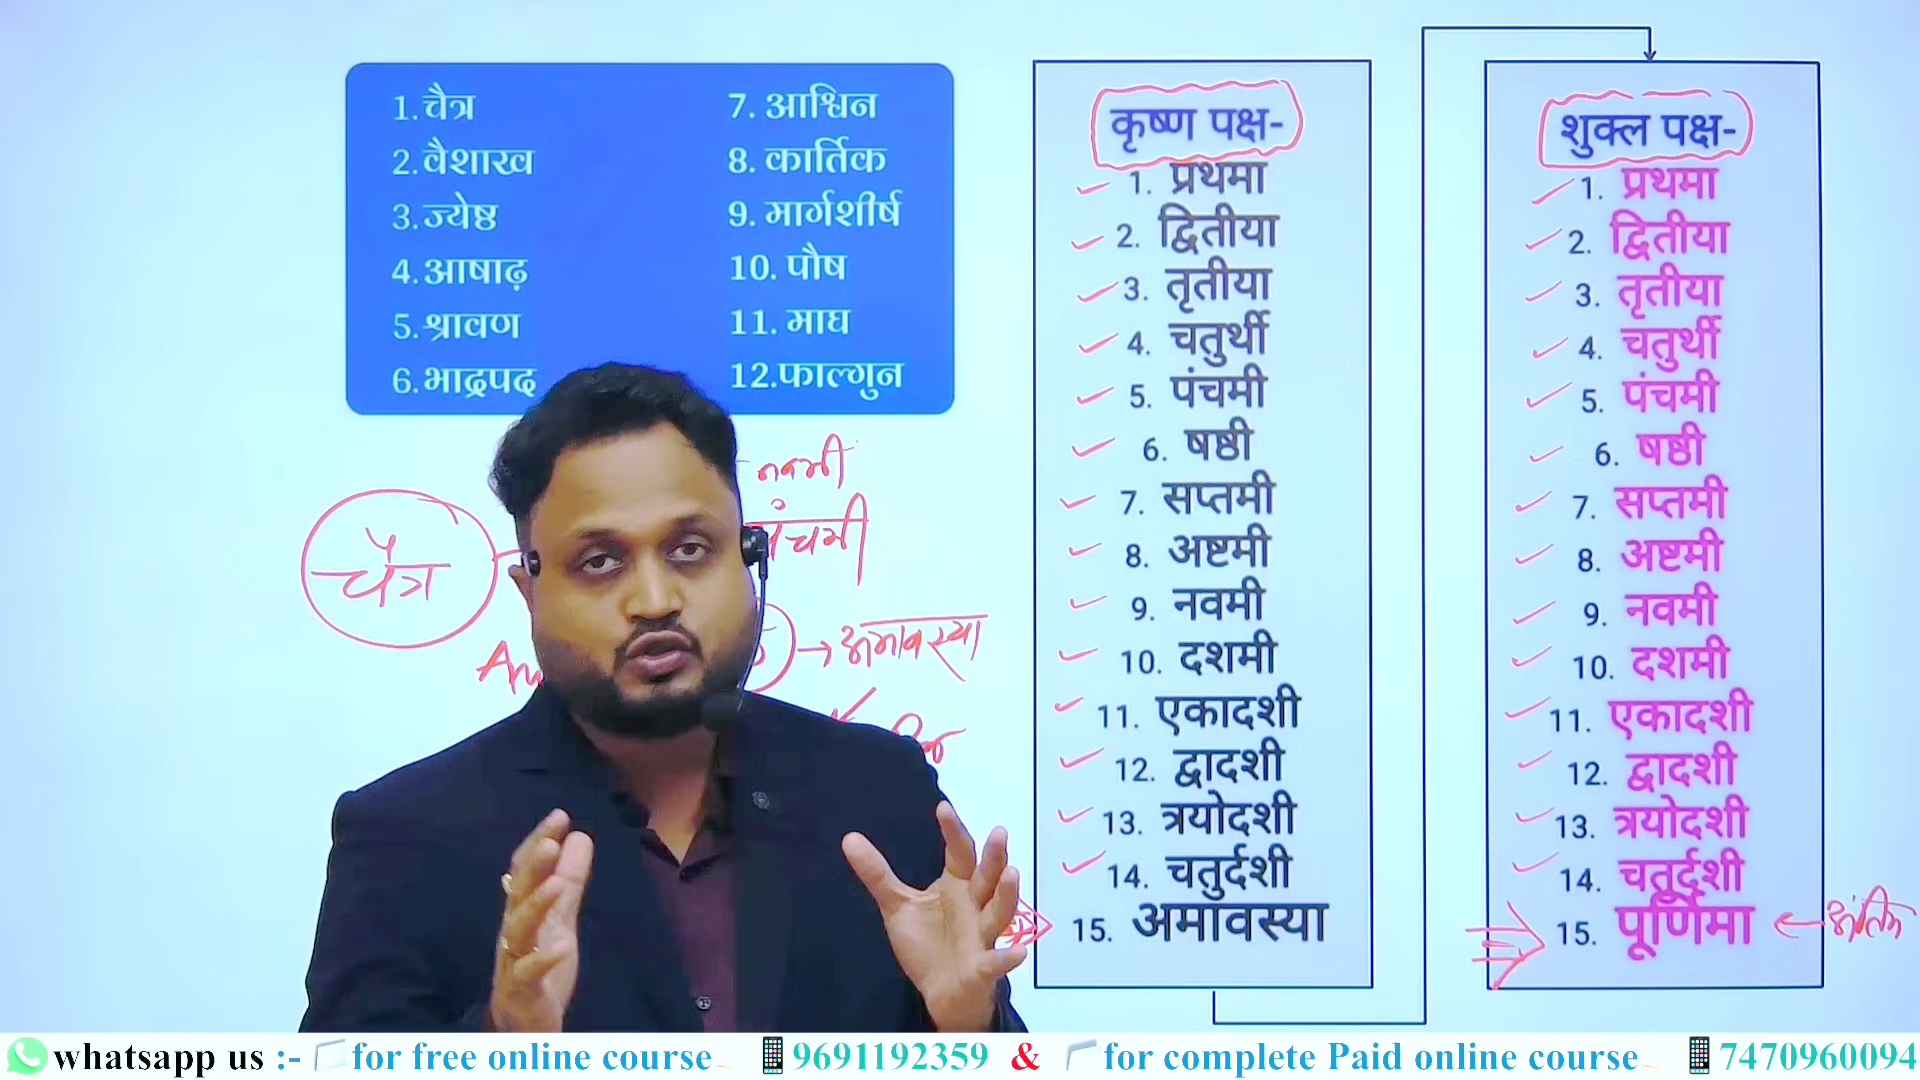 1. चैत्र
2. वैशाख
3. ज्येष्ठ
4. आषाढ़
5. श्रावण
6. भाद्रपद
7. आश्विन
8. कार्तिक
9. मार्गशीर्ष
10. पौष
11. माघ
12. फाल्गुन
नवमी
पंचमी
चैत्र
→ अमावस्या
कृष्ण पक्ष-
1. प्रथमा
2. द्वितीया
3. तृतीया
4. चतुर्थी
5. पंचमी
6. षष्ठी
7. सप्तमी
8. अष्टमी
9. नवमी
10. दशमी
11. एकादशी
12. द्वादशी
13. त्रयोदशी
14. चतुर्दशी
15. अमावस्या
शुक्ल पक्ष-
1. प्रथमा
2. द्वितीया
3. तृतीया
4. चतुर्थी
5. पंचमी
6. षष्ठी
7. सप्तमी
8. अष्टमी
9. नवमी
10. दशमी
11. एकादशी
12. द्वादशी
13. त्रयोदशी
14. चतुर्दशी
15. पूर्णिमा
whatsapp us :- for free online course 9691192359 & for complete Paid online course 7470960094